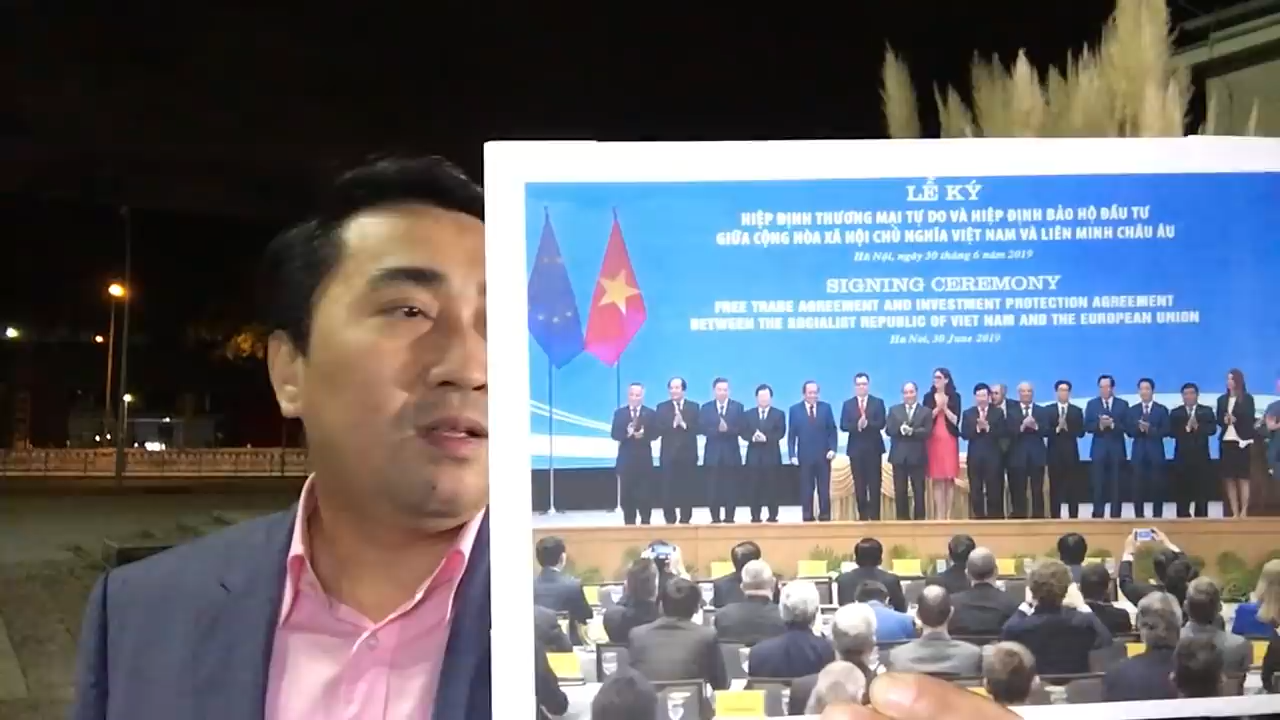 LỄ KÝ
HIỆP ĐỊNH THƯƠNG MẠI TỰ DO VÀ HIỆP ĐỊNH BẢO HỘ ĐẦU TƯ
GIỮA CỘNG HÒA XÃ HỘI CHỦ NGHĨA VIỆT NAM VÀ LIÊN MINH CHÂU ÂU
Hà Nội, ngày 30 tháng 6 năm 2019
SIGNING CEREMONY
FREE TRADE AGREEMENT AND INVESTMENT PROTECTION AGREEMENT
BETWEEN THE SOCIALIST REPUBLIC OF VIET NAM AND THE EUROPEAN UNION
Ha Noi, 30 June 2019